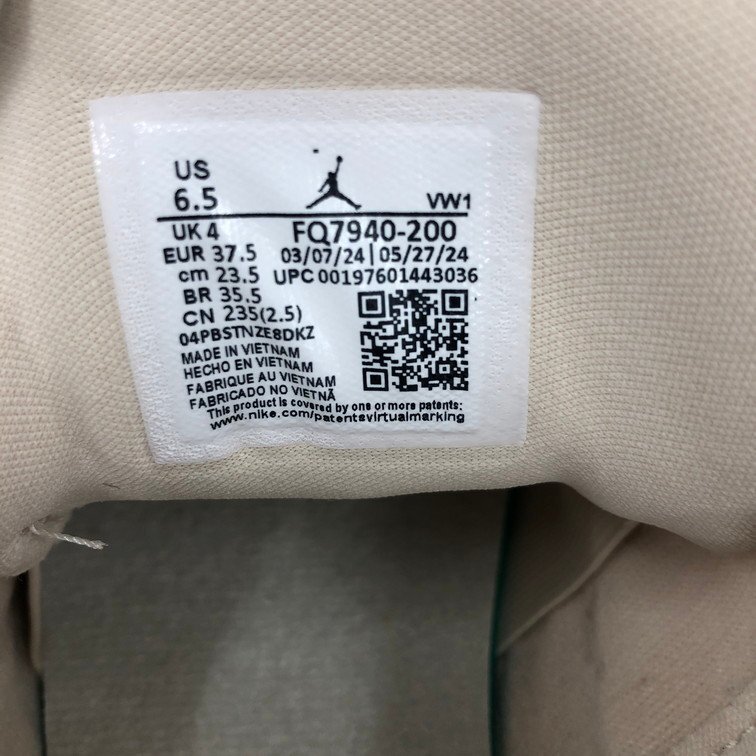 US
6.5
VW1
UK 4
FQ7940-200
EUR 37.5
03/07/24 | 05/27/24
cm 23.5
UPC 00197601443036
BR 35.5
CN 235(2.5)
04PBSTNZE8DKZ
MADE IN VIETNAM
HECHO EN VIETNAM
FABRIQUE AU VIETNAM
FABRICADO NO VIETNÃ
This product is covered by one or more patents:
www.nike.com/patentsvirtualmarking